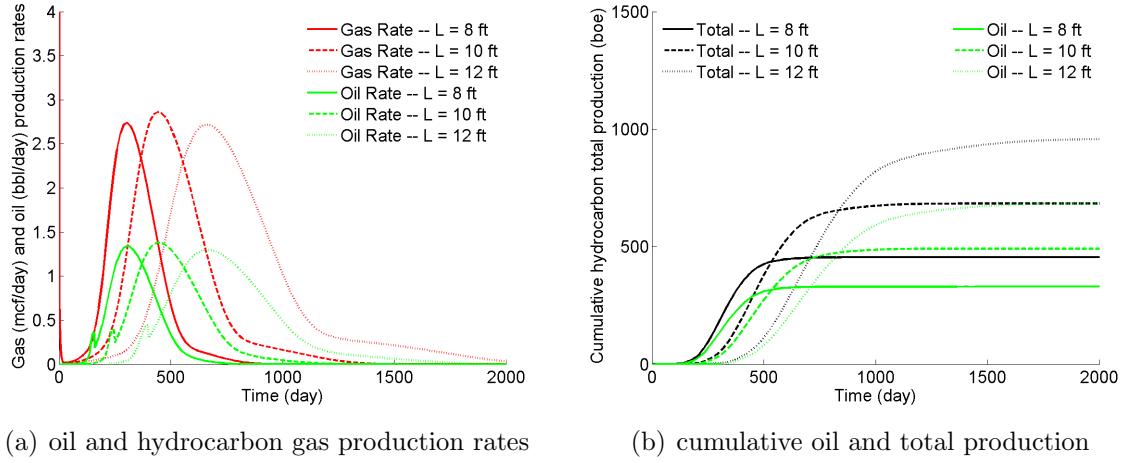 Gas (mcf/day) and oil (bbl/day) production rates
4
3.5
3
2.5
2
1.5
1
0.5
0
0
500
1000
1500
2000
Time (day)
Gas Rate -- L = 8 ft
Gas Rate -- L = 10 ft
Gas Rate -- L = 12 ft
Oil Rate -- L = 8 ft
Oil Rate -- L = 10 ft
Oil Rate -- L = 12 ft
(a) oil and hydrocarbon gas production rates
Cumulative hydrocarbon total production (boe)
1500
1000
500
0
0
500
1000
1500
2000
Time (day)
Total -- L = 8 ft
Total -- L = 10 ft
Total -- L = 12 ft
Oil -- L = 8 ft
Oil -- L = 10 ft
Oil -- L = 12 ft
(b) cumulative oil and total production